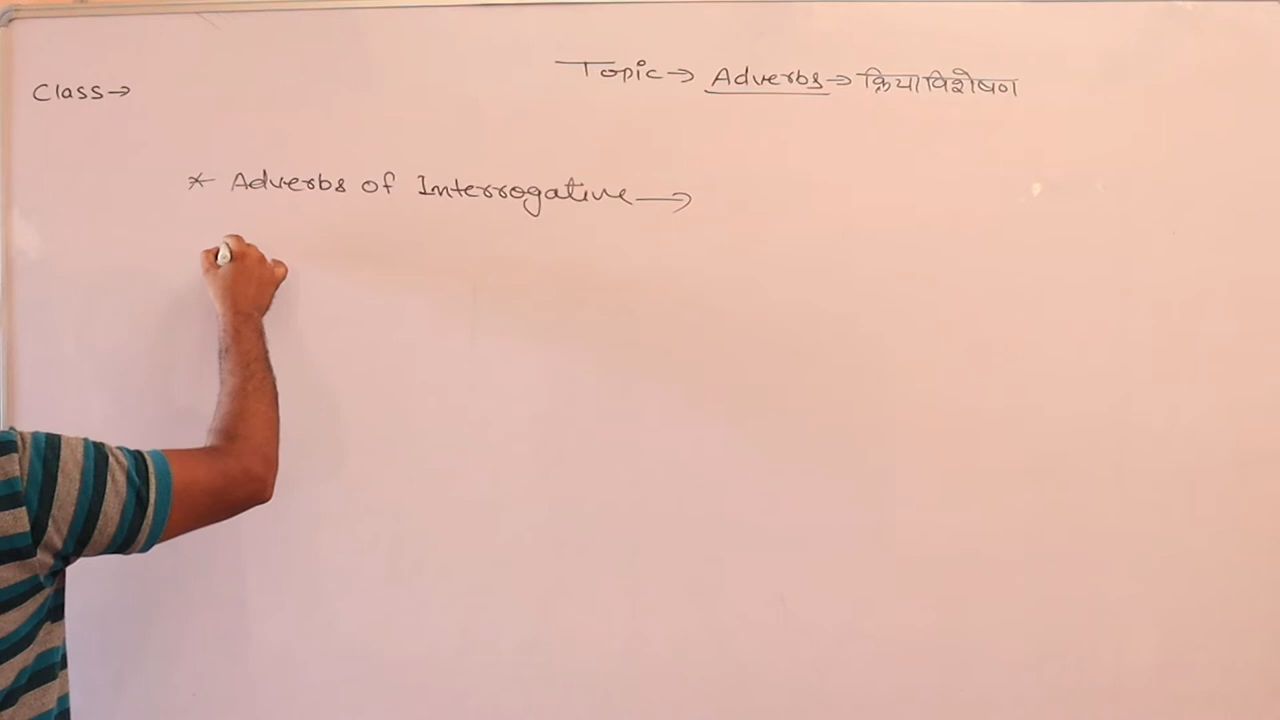 Topic→ Adverbs→ क्रियाविशेषण
Class→
* Adverbs of Interrogative→